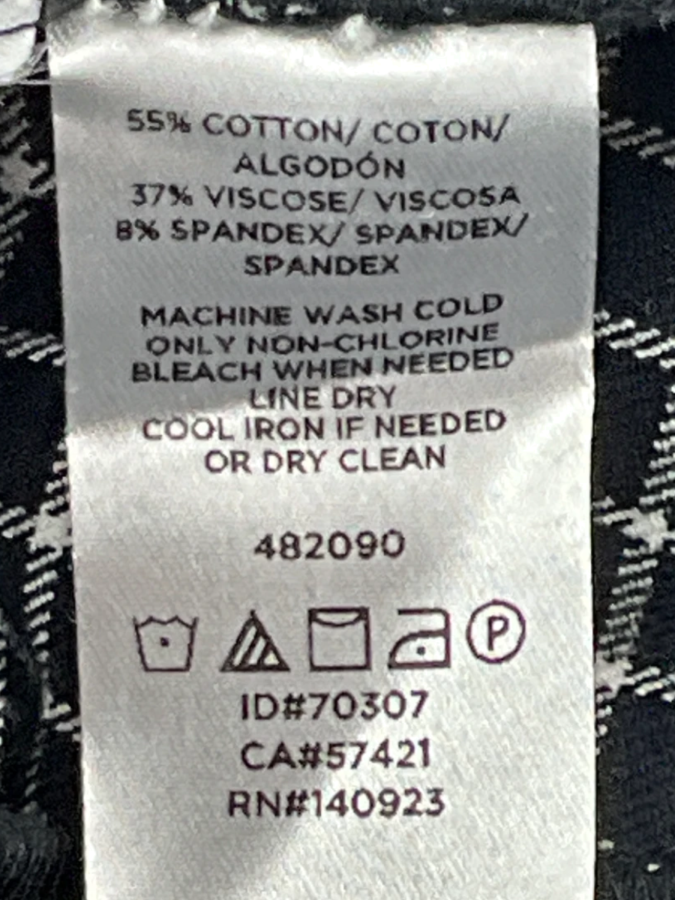 55% COTTON/ COTON/
ALGODÓN
37% VISCOSE/ VISCOSA
8% SPANDEX/ SPANDEX/
SPANDEX
MACHINE WASH COLD
ONLY NON-CHLORINE
BLEACH WHEN NEEDED
LINE DRY
COOL IRON IF NEEDED
OR DRY CLEAN
482090
P
ID#70307
CA#57421
RN#140923